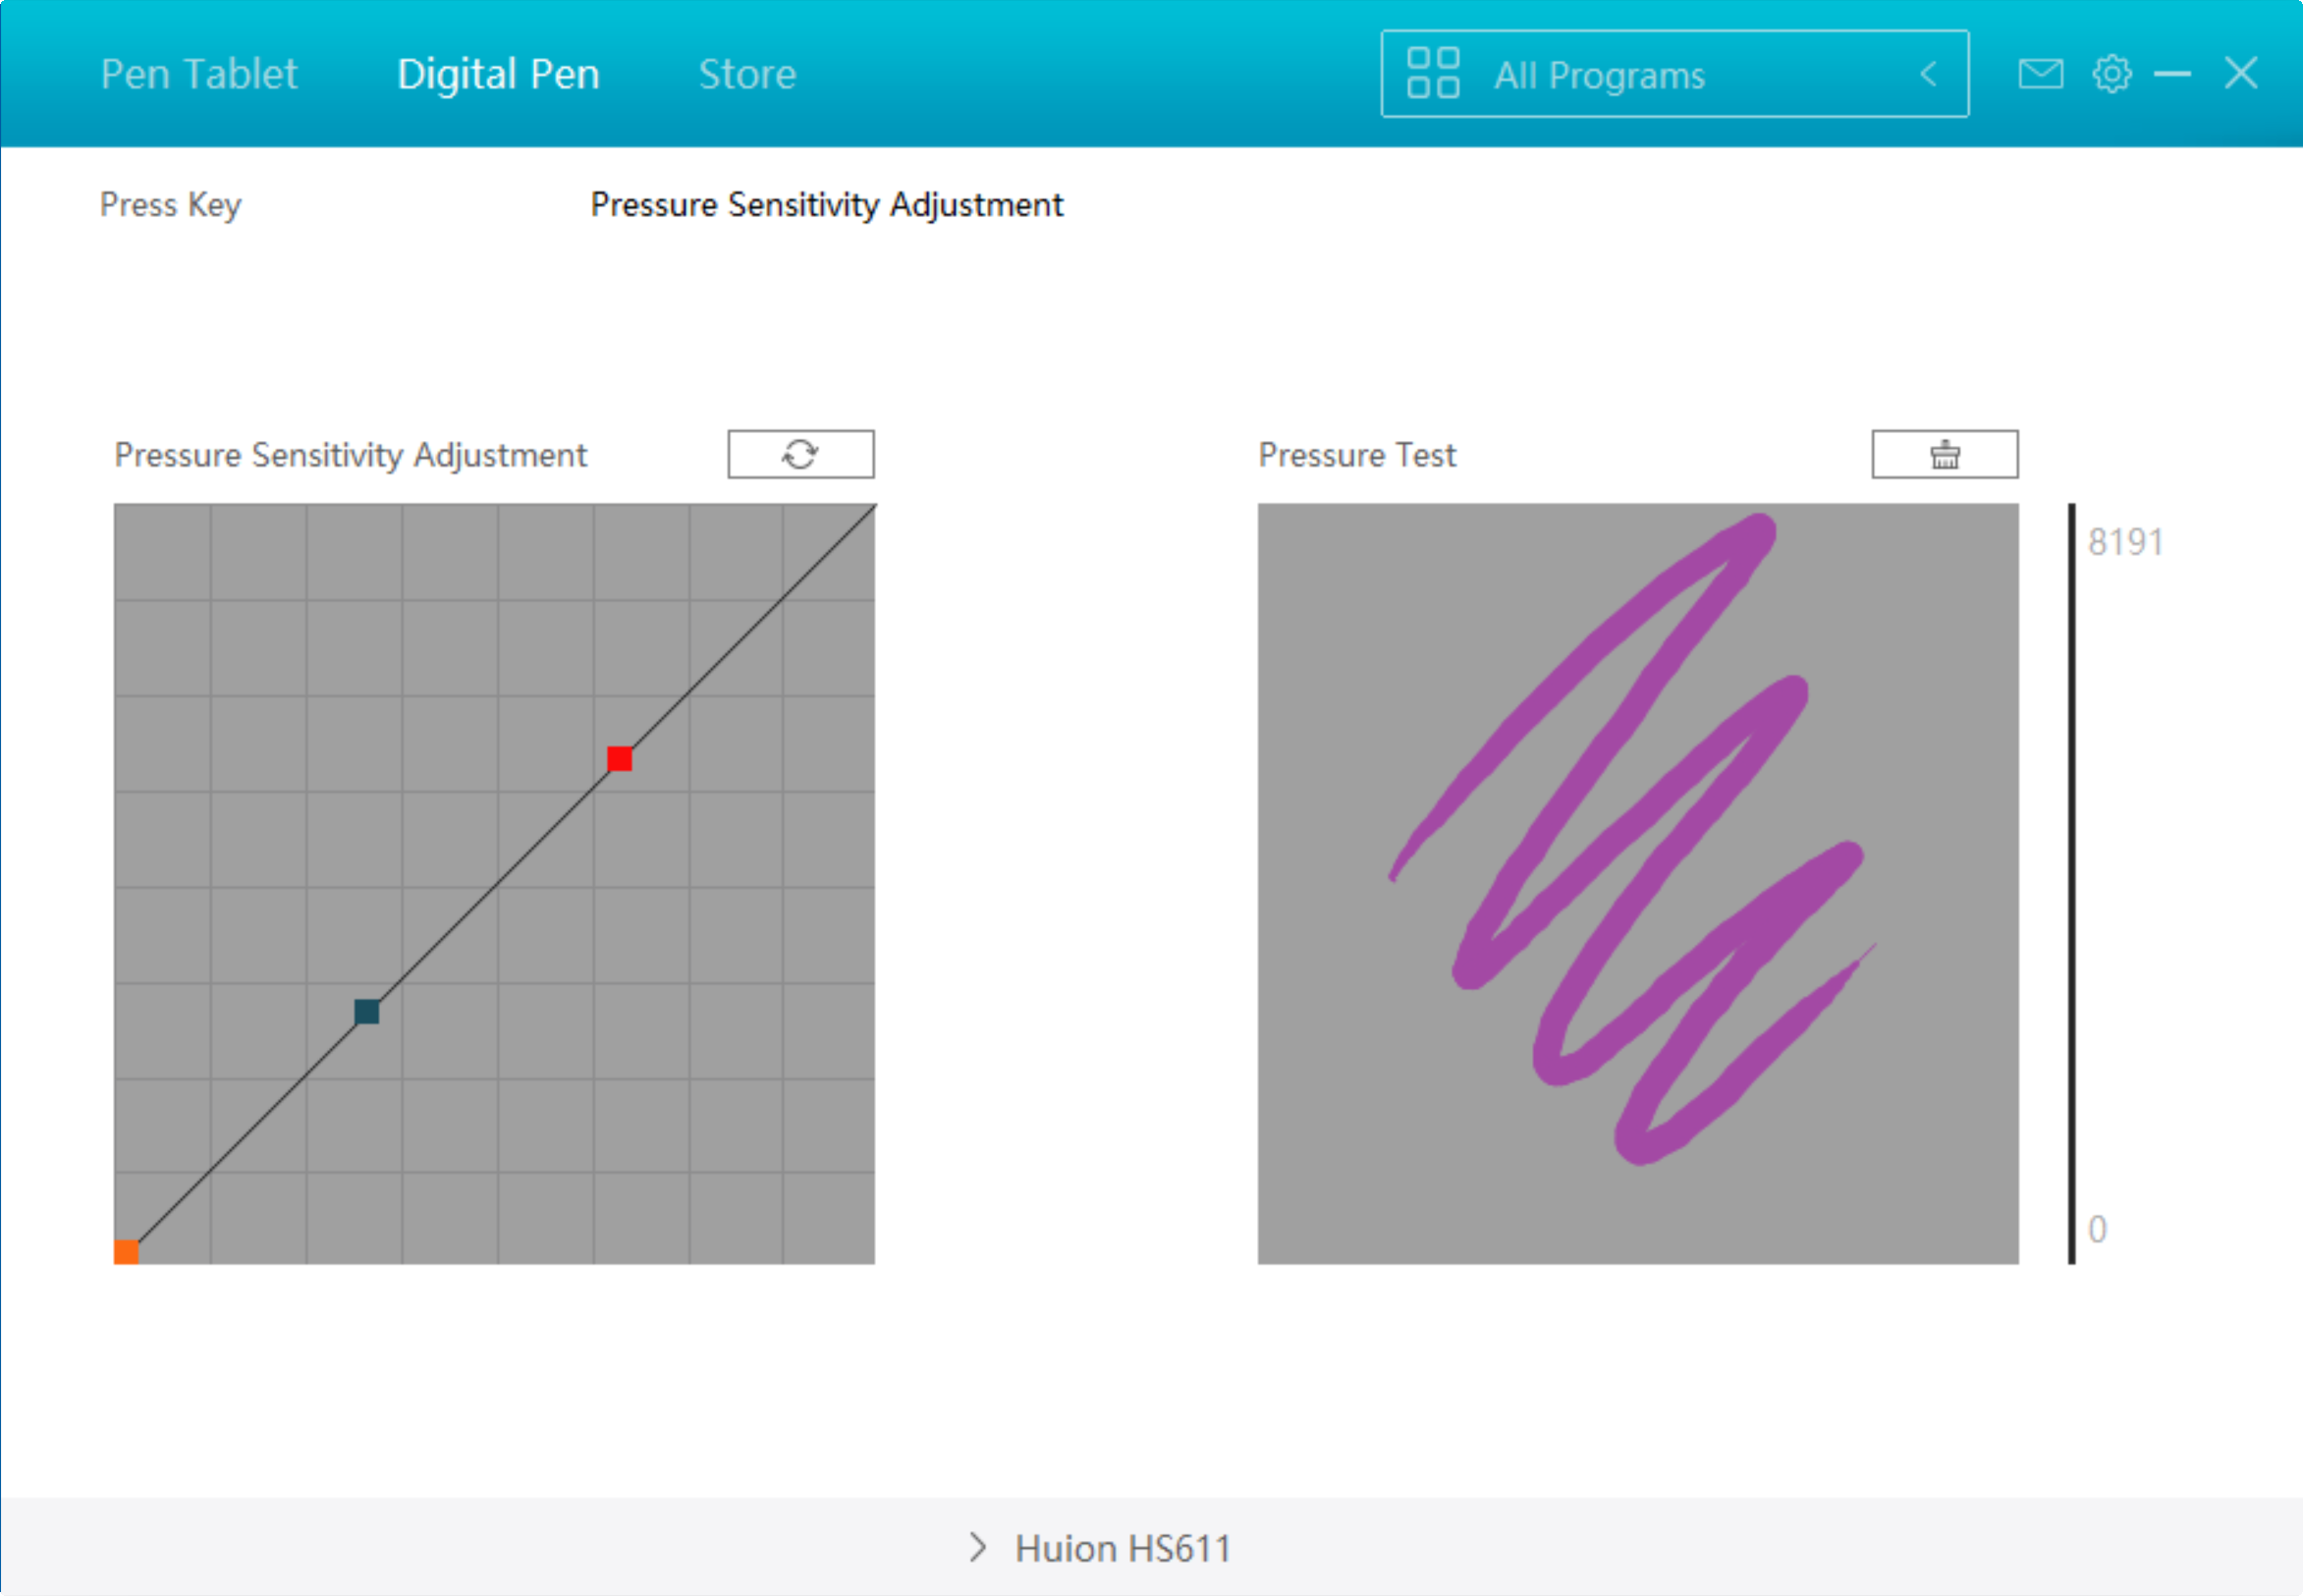 Pen Tablet Digital Pen Store All Programs
Press Key Pressure Sensitivity Adjustment
Pressure Sensitivity Adjustment
Pressure Test
8191
0
Huion HS611